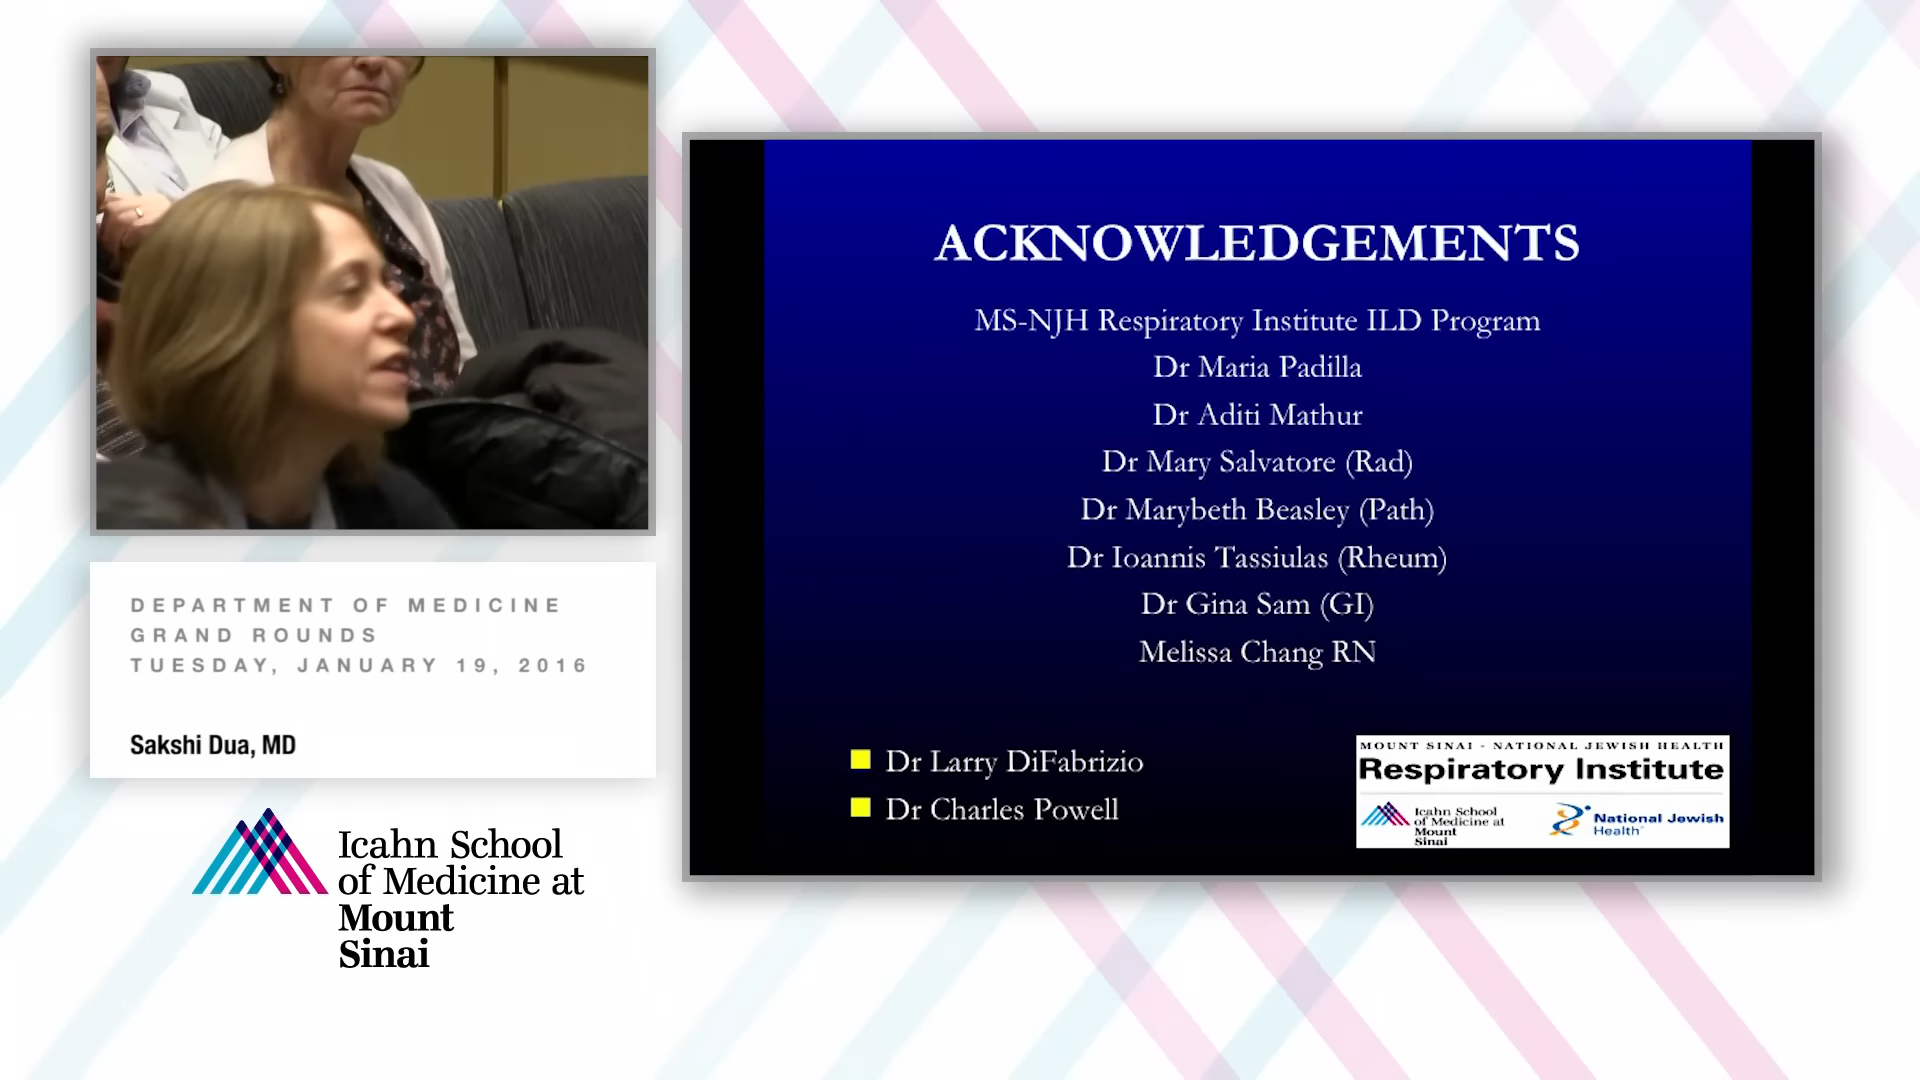 DEPARTMENT OF MEDICINE
GRAND ROUNDS
TUESDAY, JANUARY 19, 2016
Sakshi Dua, MD
Icahn School
of Medicine at
Mount
Sinai
ACKNOWLEDGEMENTS
MS-NJH Respiratory Institute ILD Program
Dr Maria Padilla
Dr Aditi Mathur
Dr Mary Salvatore (Rad)
Dr Marybeth Beasley (Path)
Dr Ioannis Tassiulas (Rheum)
Dr Gina Sam (GI)
Melissa Chang RN
Dr Larry DiFabrizio
Dr Charles Powell
MOUNT SINAI - NATIONAL JEWISH HEALTH
Respiratory Institute
Icahn School
of Medicine at
Mount
Sinai
National Jewish
Health